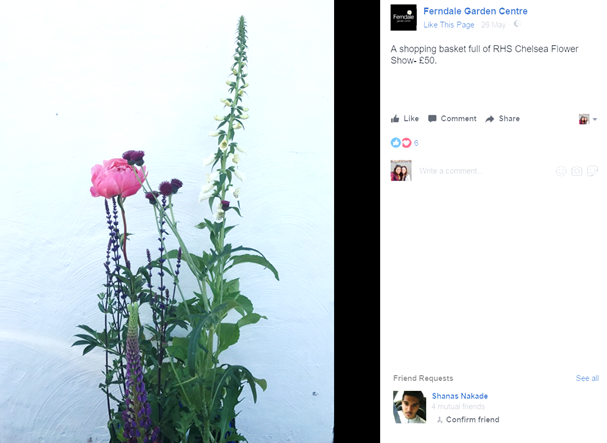 Ferndale
Ferndale Garden Centre
Like This Page · 26 May ·
A shopping basket full of RHS Chelsea Flower
Show- £50.
Like Comment Share
6
Write a comment...
Friend Requests See all
Shanas Nakade
4 mutual friends
Confirm friend